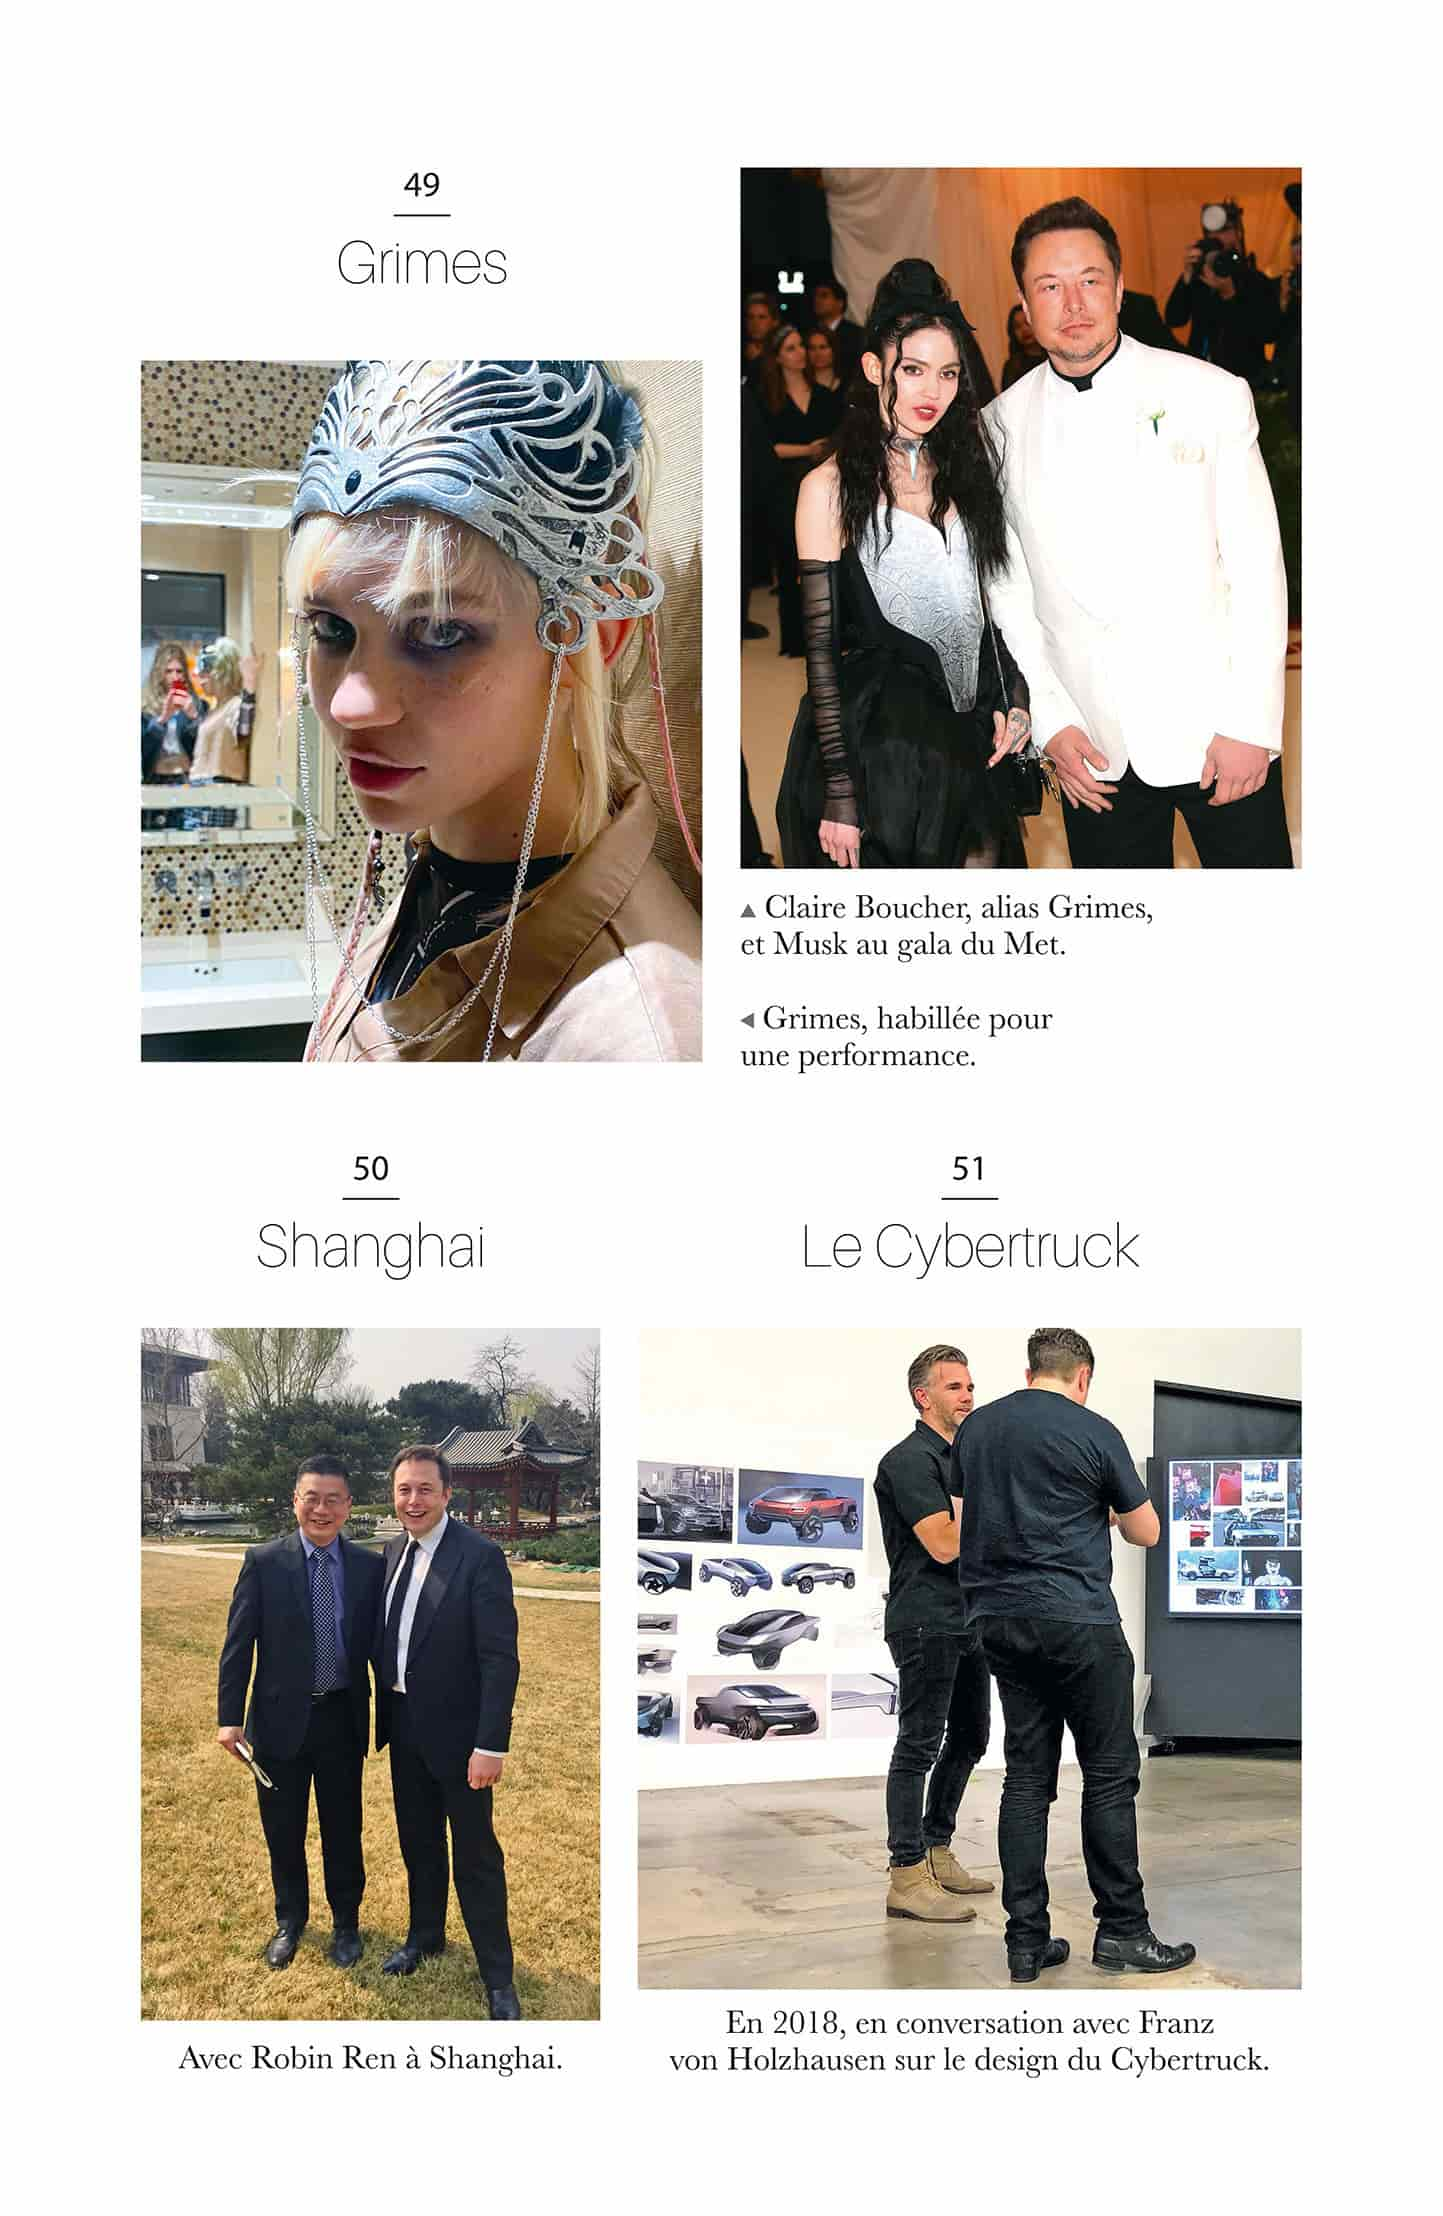 49
Grimes
▲ Claire Boucher, alias Grimes,
et Musk au gala du Met.
◄ Grimes, habillée pour
une performance.
50
Shanghai
Avec Robin Ren à Shanghai.
51
Le Cybertruck
En 2018, en conversation avec Franz
von Holzhausen sur le design du Cybertruck.